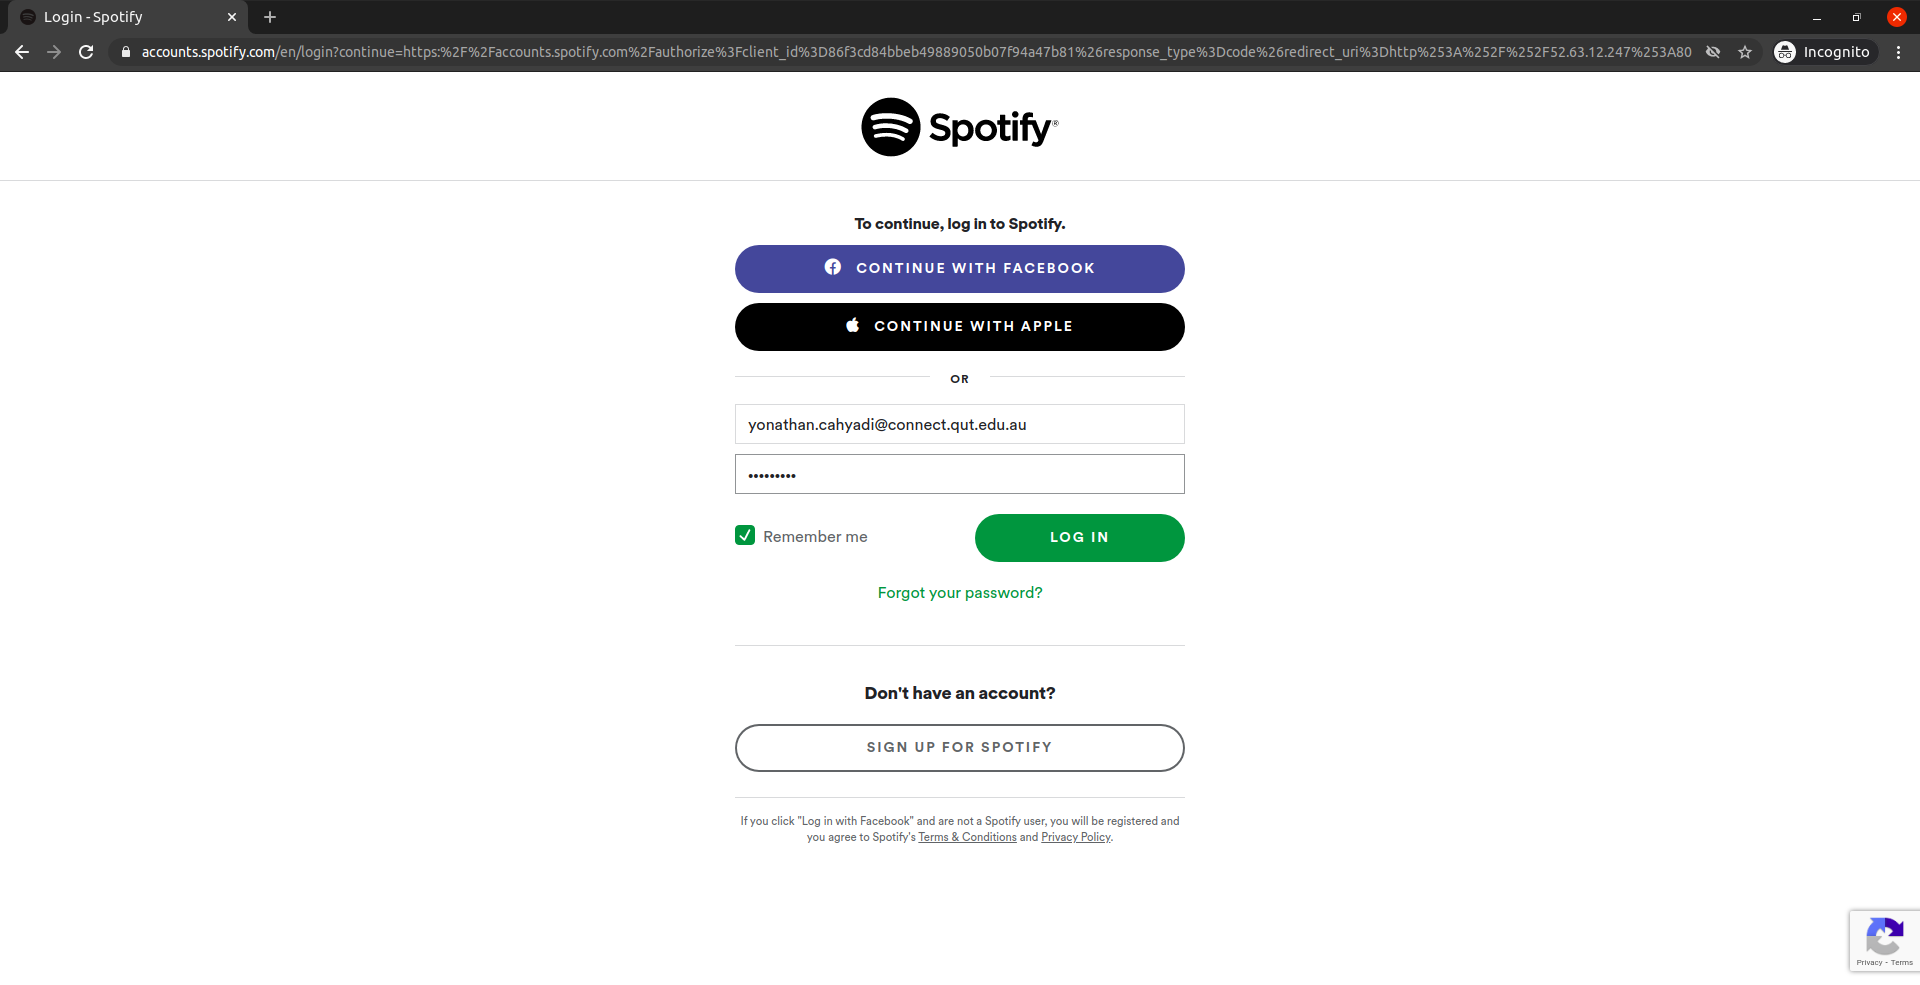 Login - Spotify
accounts.spotify.com/en/login?continue=https:%2F%2Faccounts.spotify.com%2Fauthorize%3Fclient_id%3D86f3cd84bbeb49889050b07f94a47b81%26response_type%3Dcode%26redirect_uri%3Dhttp%253A%252F%252F52.63.12.247%253A80
Incognito
Spotify®
To continue, log in to Spotify.
CONTINUE WITH FACEBOOK
CONTINUE WITH APPLE
OR
yonathan.cahyadi@connect.qut.edu.au
•••••••••
Remember me
LOG IN
Forgot your password?
Don't have an account?
SIGN UP FOR SPOTIFY
If you click "Log in with Facebook" and are not a Spotify user, you will be registered and
you agree to Spotify's Terms & Conditions and Privacy Policy.
Privacy - Terms